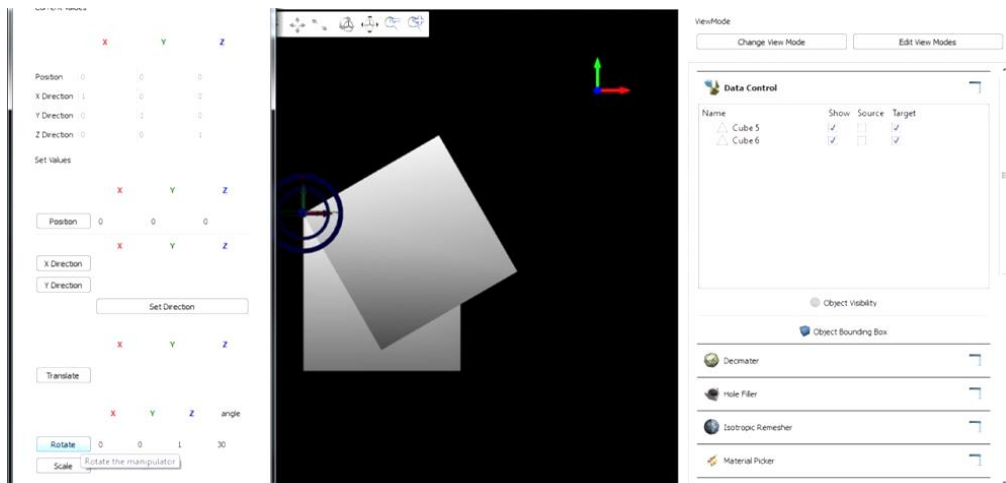 Current Values
X Y Z
Position 0 0 0
X Direction 1 0 0
Y Direction 0 1 0
Z Direction 0 0 1
Set Values
X Y Z
Position 0 0 0
X Y Z
X Direction
Y Direction
Set Direction
X Y Z
Translate
X Y Z angle
Rotate 0 0 1 30
Rotate the manipulator
Scale
ViewMode
Change View Mode Edit View Modes
Data Control
Name Show Source Target
Cube 5
Cube 6
Object Visibility
Object Bounding Box
Decimater
Hole Filler
Isotropic Remesher
Material Picker